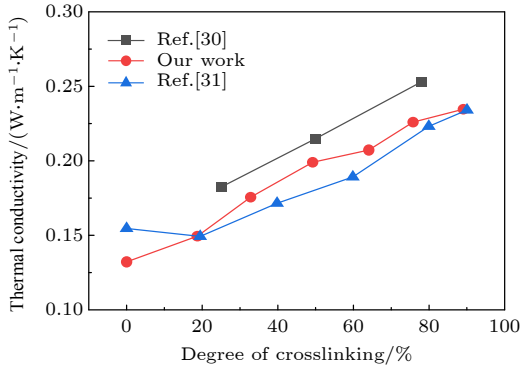 0.30
0.25
0.20
0.15
0.10
Thermal conductivity/(W·m⁻¹·K⁻¹)
Ref.[30]
Our work
Ref.[31]
0 20 40 60 80 100
Degree of crosslinking/%